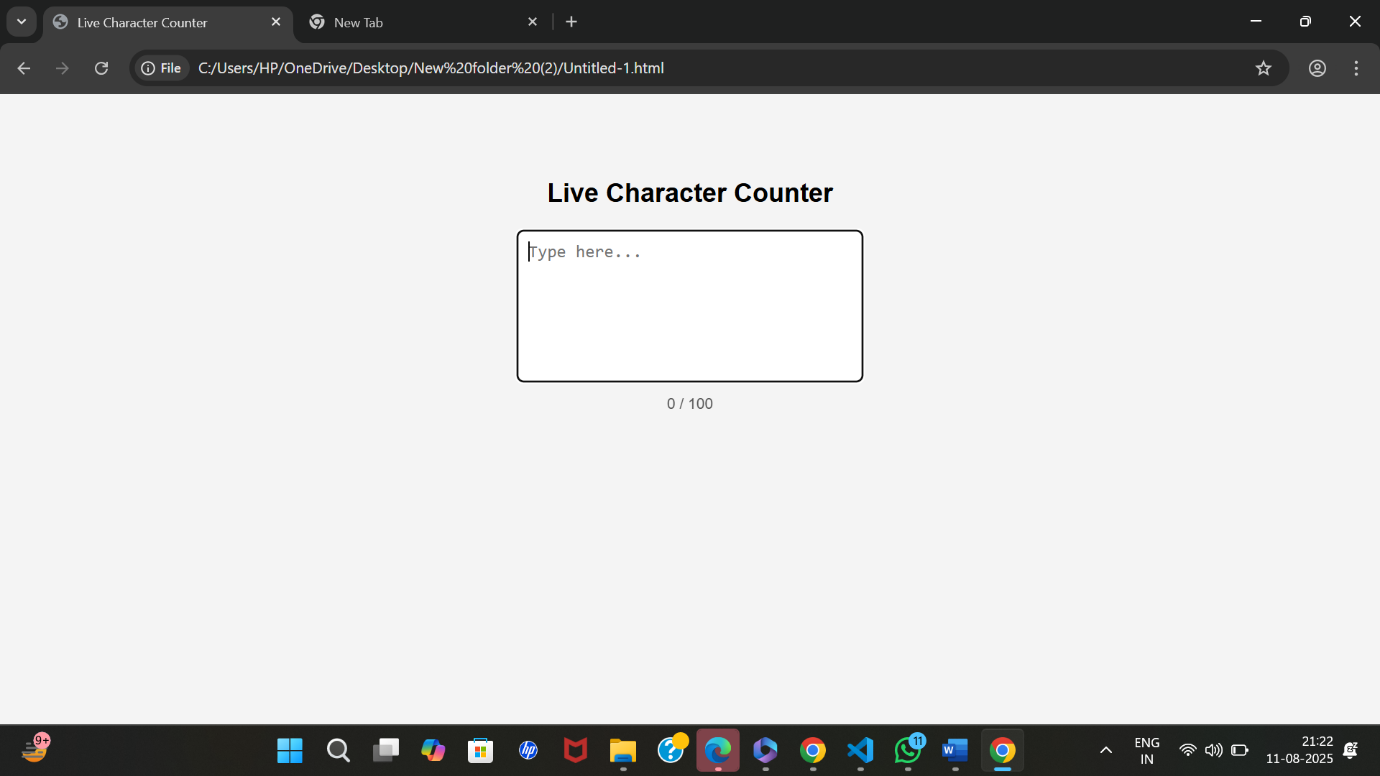 Live Character Counter
New Tab
File
C:/Users/HP/OneDrive/Desktop/New%20folder%20(2)/Untitled-1.html
Live Character Counter
Type here...
0 / 100
9+
hp
?
11
W
ENG
IN
21:22
11-08-2025